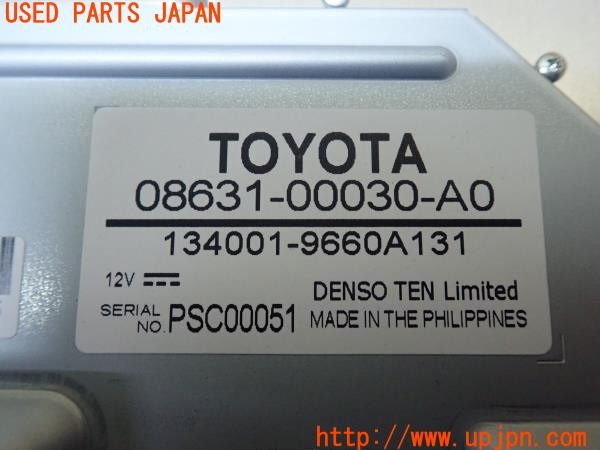 USED PARTS JAPAN
TOYOTA
08631-00030-A0
134001-9660A131
12V
DENSO TEN Limited
SERIAL NO. PSC00051
MADE IN THE PHILIPPINES
UPJ
http://www.upjpn.com/